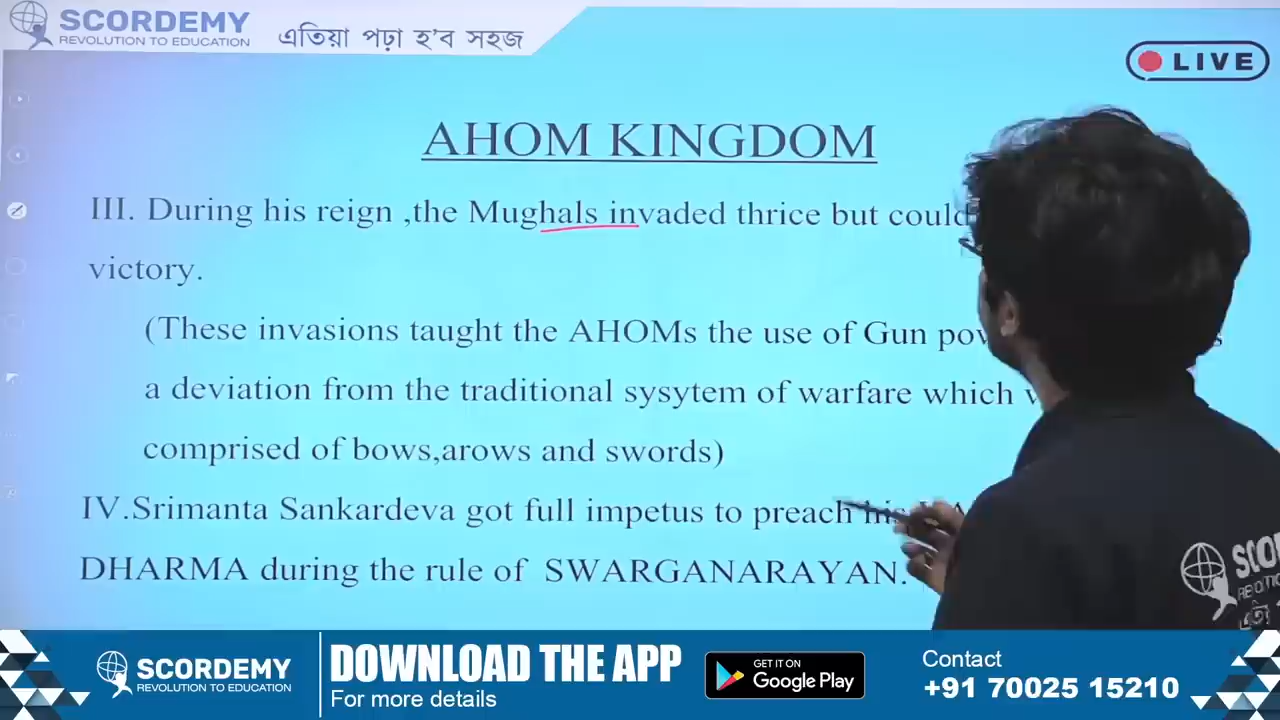 SCORDEMY
REVOLUTION TO EDUCATION
এতিয়া পঢ়া হ'ব সহজ
LIVE
AHOM KINGDOM
III. During his reign ,the Mughals invaded thrice but could
victory.
(These invasions taught the AHOMs the use of Gun
a deviation from the traditional sysytem of warfare which
comprised of bows,arows and swords)
IV.Srimanta Sankardeva got full impetus to preach his
DHARMA during the rule of SWARGANARAYAN.
SCORDEMY
REVOLUTION TO EDUCATION
DOWNLOAD THE APP
For more details
GET IT ON
Google Play
Contact
+91 70025 15210